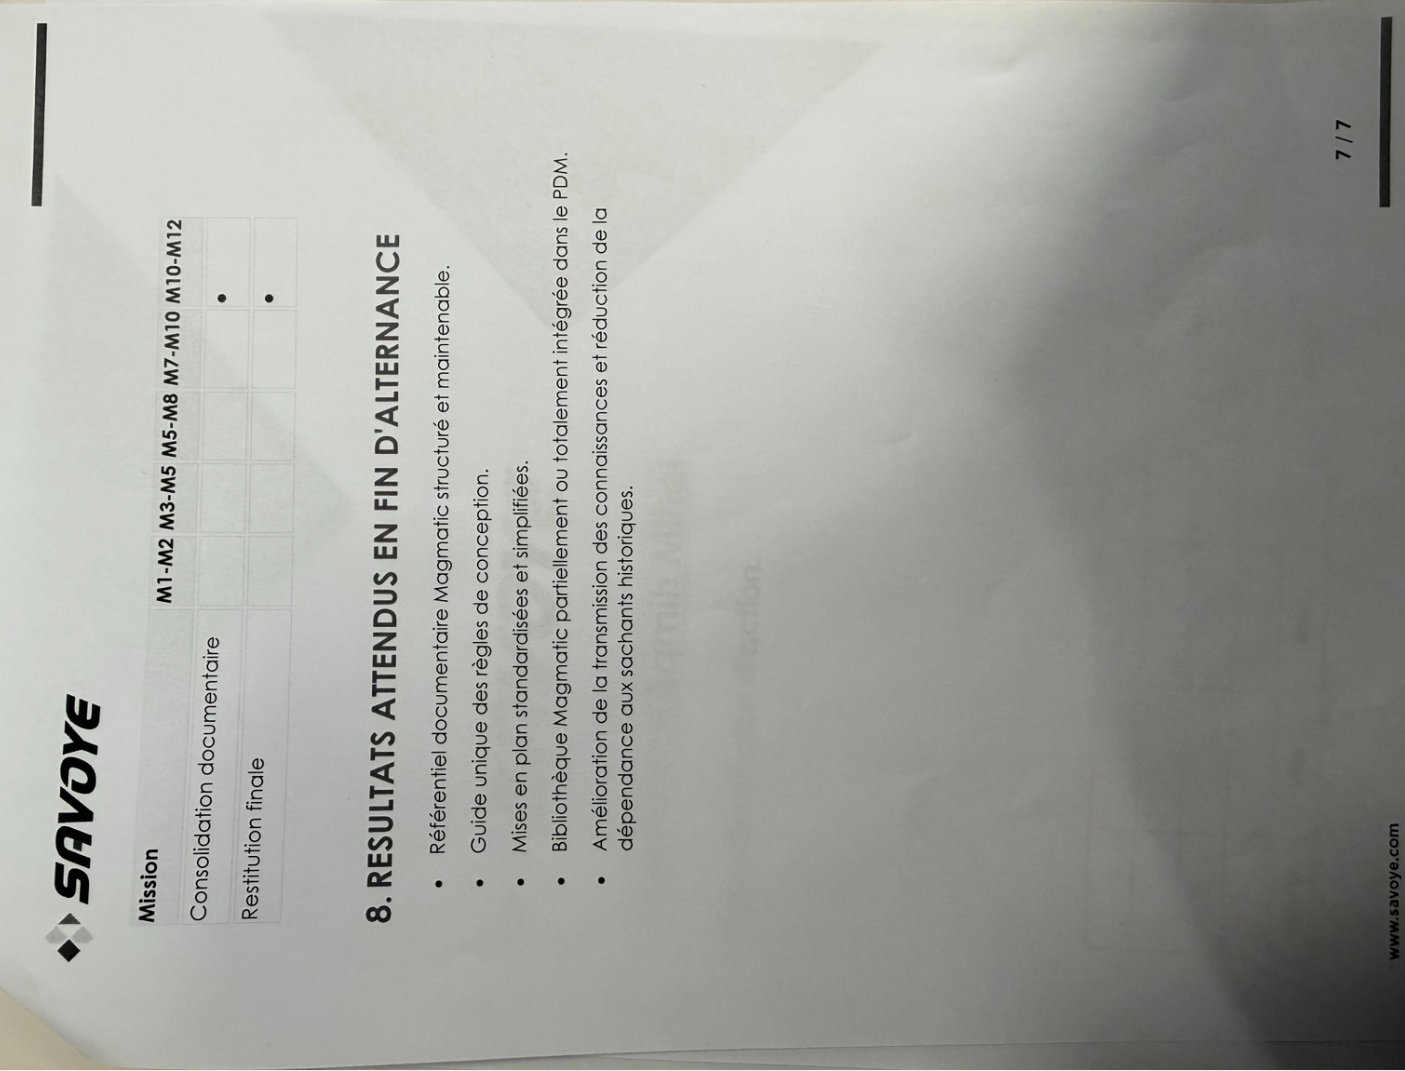 SAVOYE
Mission M1-M2 M3-M5 M5-M8 M7-M10 M10-M12
Consolidation documentaire •
Restitution finale •
8. RESULTATS ATTENDUS EN FIN D'ALTERNANCE
• Référentiel documentaire Magmatic structuré et maintenable.
• Guide unique des règles de conception.
• Mises en plan standardisées et simplifiées.
• Bibliothèque Magmatic partiellement ou totalement intégrée dans le PDM.
• Amélioration de la transmission des connaissances et réduction de la
dépendance aux sachants historiques.
7 / 7
www.savoye.com